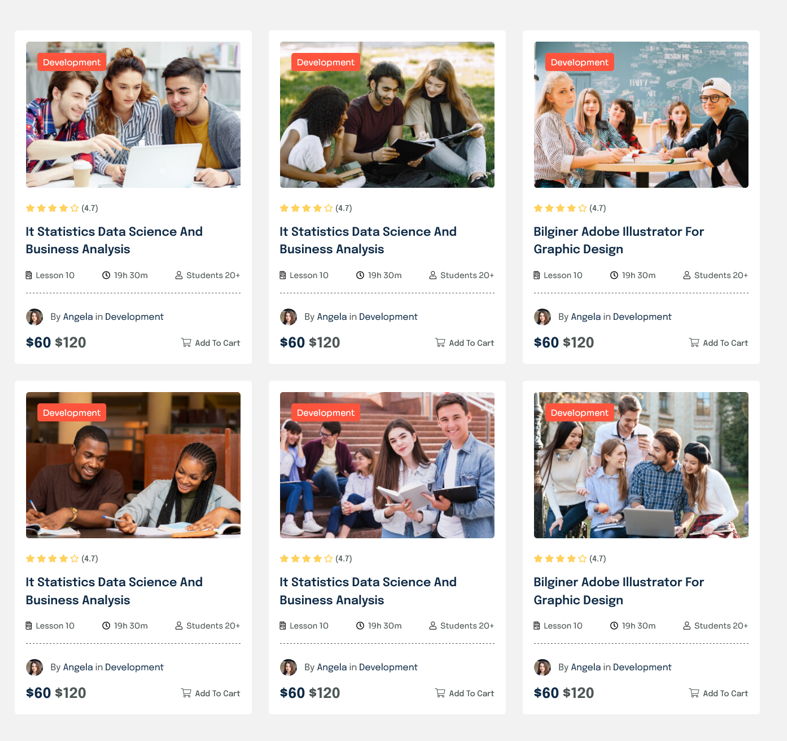 Development
(4.7)
It Statistics Data Science And
Business Analysis
Lesson 10 19h 30m Students 20+
By Angela in Development
$60 $120 Add To Cart
Development
(4.7)
It Statistics Data Science And
Business Analysis
Lesson 10 19h 30m Students 20+
By Angela in Development
$60 $120 Add To Cart
Development
(4.7)
Bilginer Adobe Illustrator For
Graphic Design
Lesson 10 19h 30m Students 20+
By Angela in Development
$60 $120 Add To Cart
Development
(4.7)
It Statistics Data Science And
Business Analysis
Lesson 10 19h 30m Students 20+
By Angela in Development
$60 $120 Add To Cart
Development
(4.7)
It Statistics Data Science And
Business Analysis
Lesson 10 19h 30m Students 20+
By Angela in Development
$60 $120 Add To Cart
Development
(4.7)
Bilginer Adobe Illustrator For
Graphic Design
Lesson 10 19h 30m Students 20+
By Angela in Development
$60 $120 Add To Cart